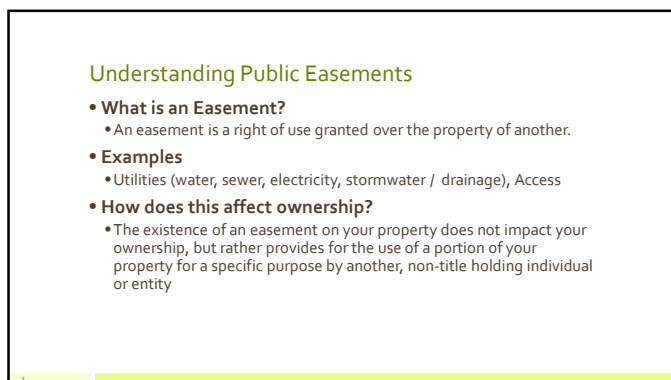 Understanding Public Easements
• What is an Easement?
• An easement is a right of use granted over the property of another.
• Examples
• Utilities (water, sewer, electricity, stormwater / drainage), Access
• How does this affect ownership?
• The existence of an easement on your property does not impact your
ownership, but rather provides for the use of a portion of your
property for a specific purpose by another, non-title holding individual
or entity